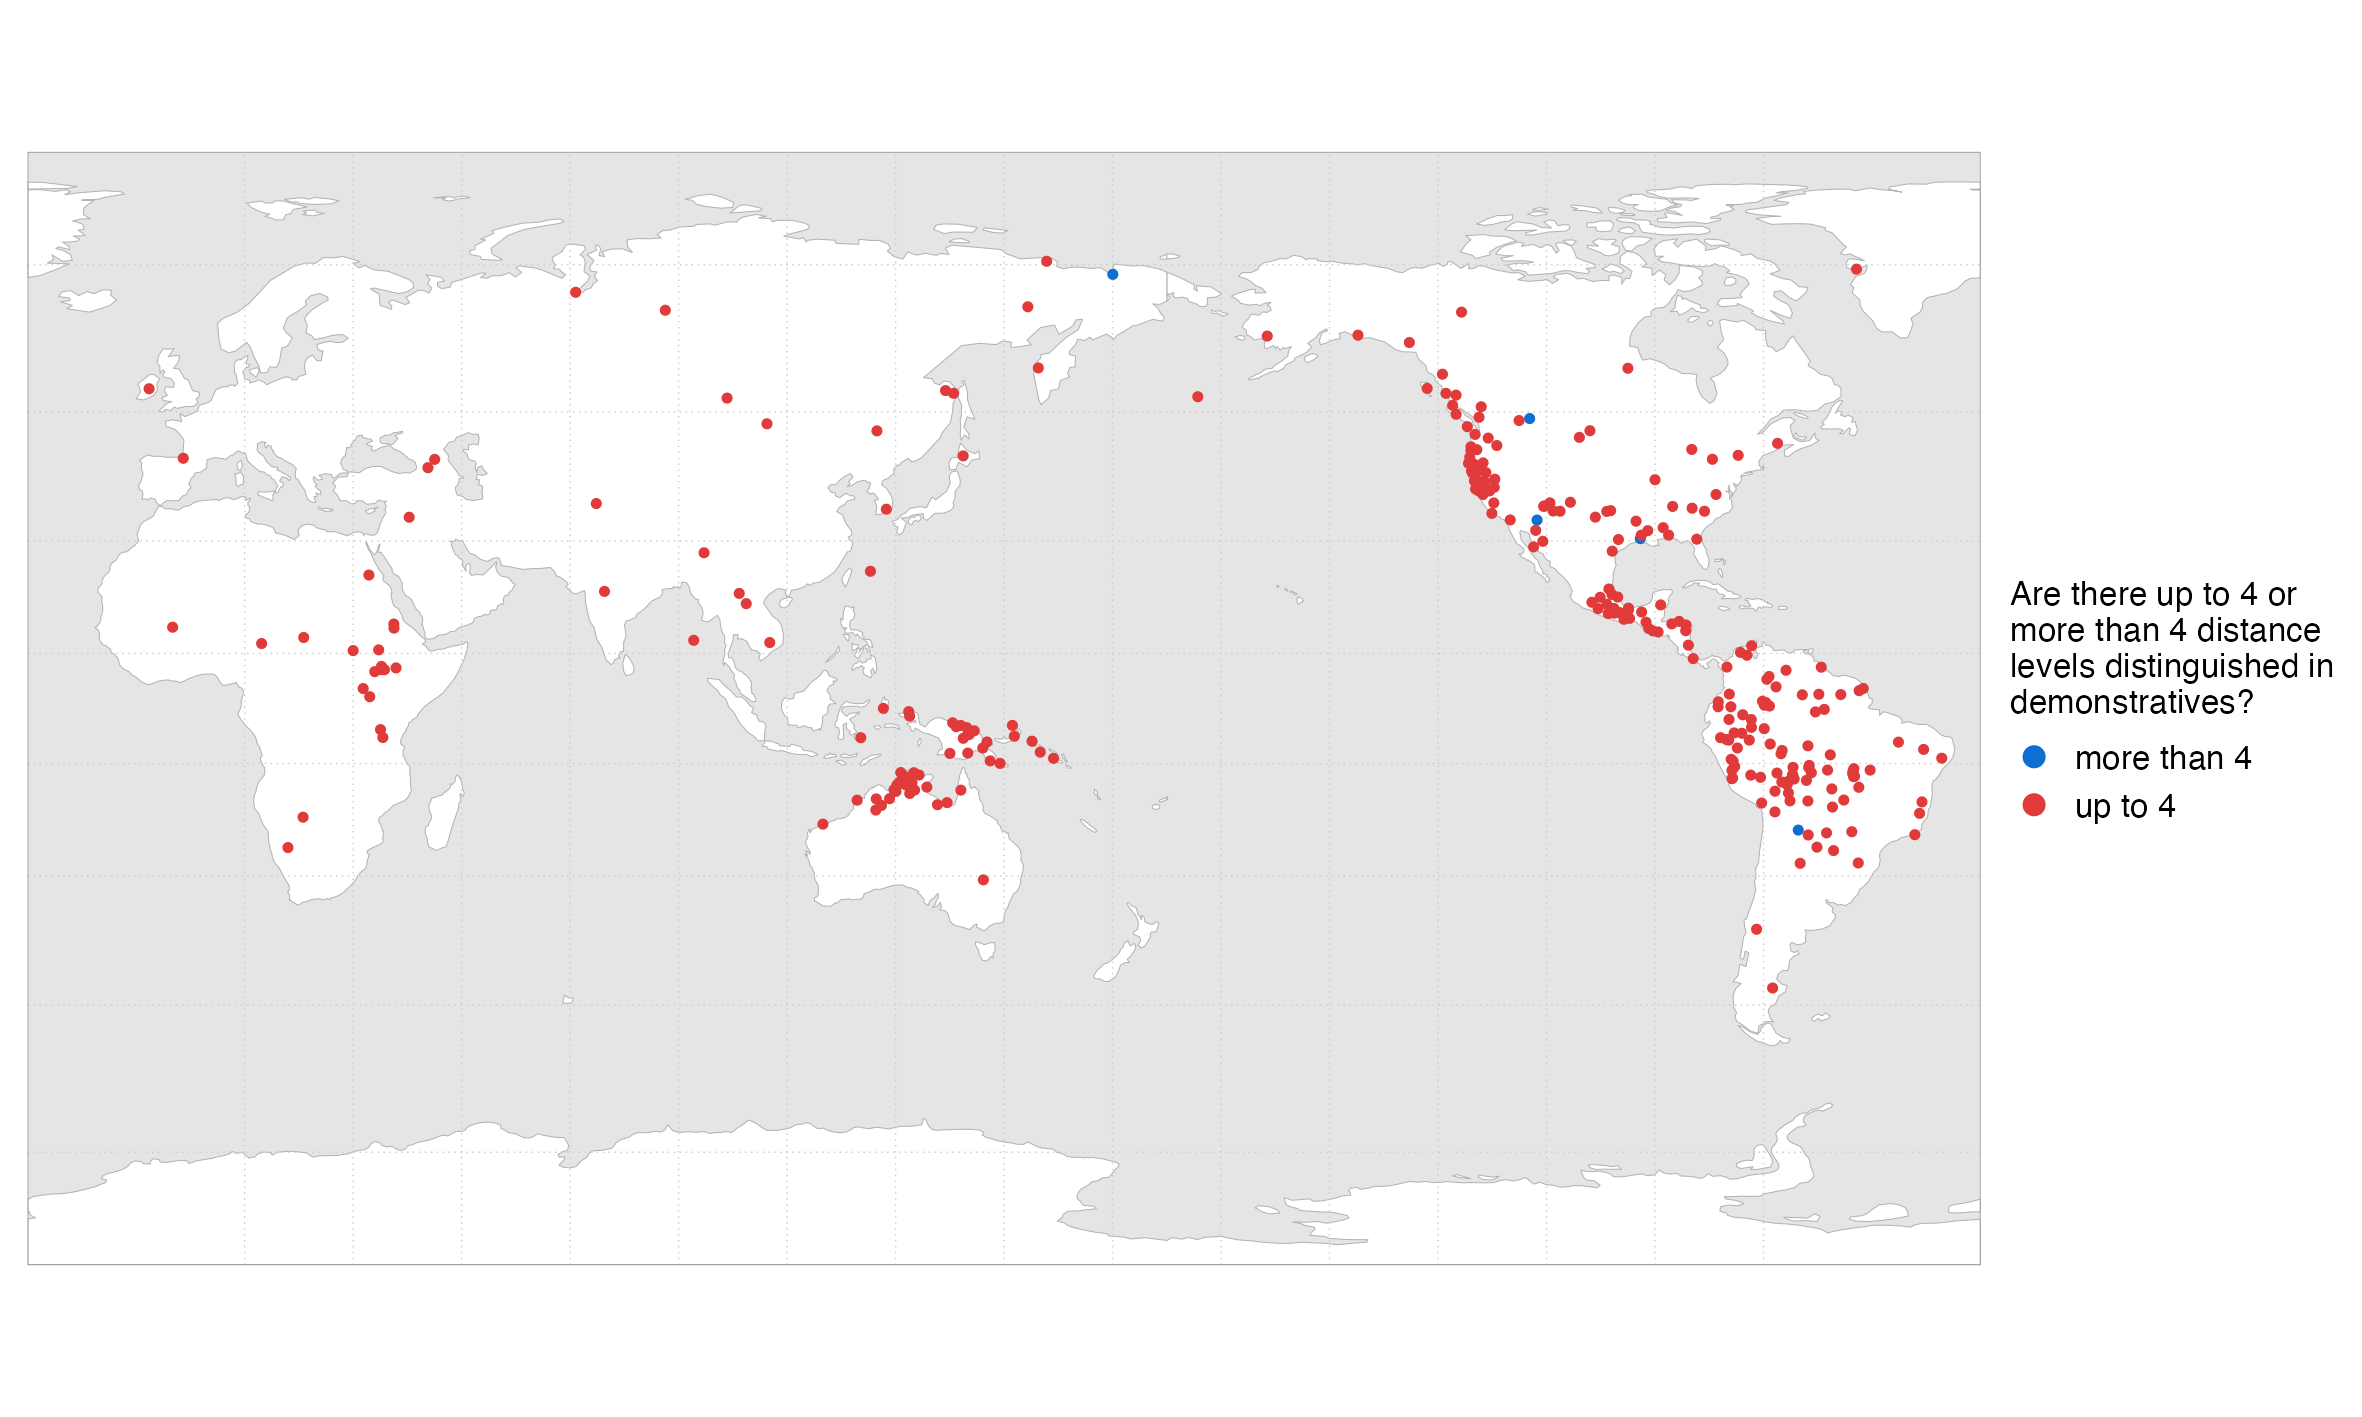 Are there up to 4 or
more than 4 distance
levels distinguished in
demonstratives?
more than 4
up to 4